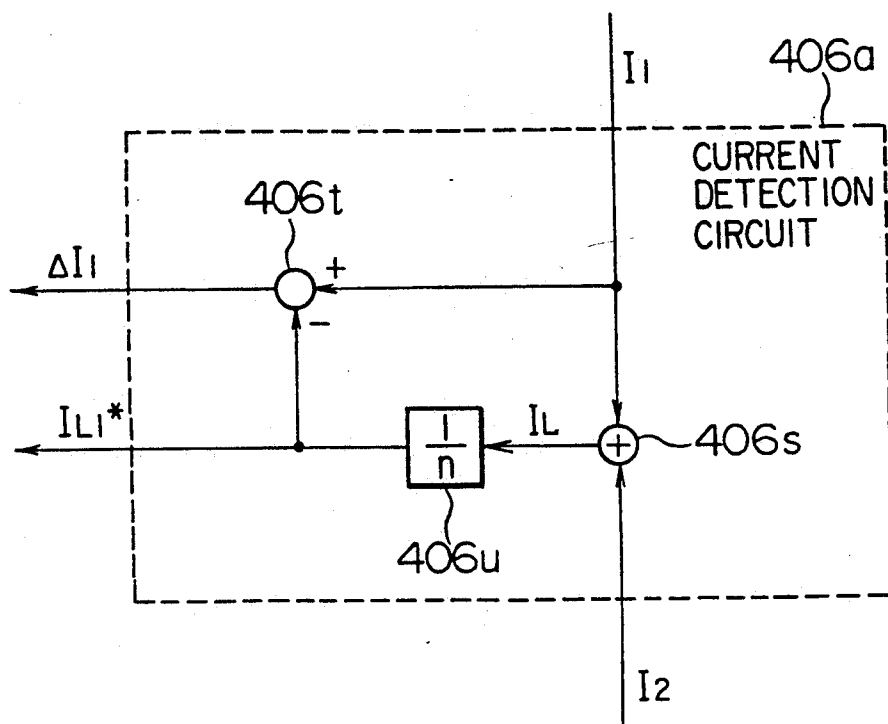 I1
406a
CURRENT
DETECTION
CIRCUIT
406t
ΔI1
+
-
IL1*
1/n
IL
+
406s
406u
I2